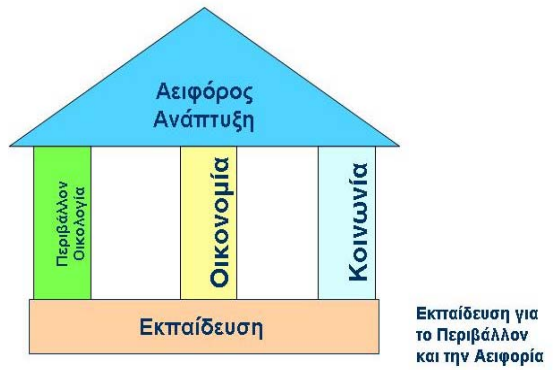 Αειφόρος
Ανάπτυξη
Περιβάλλον
Οικολογία
Οικονομία
Κοινωνία
Εκπαίδευση
Εκπαίδευση για
το Περιβάλλον
και την Αειφορία